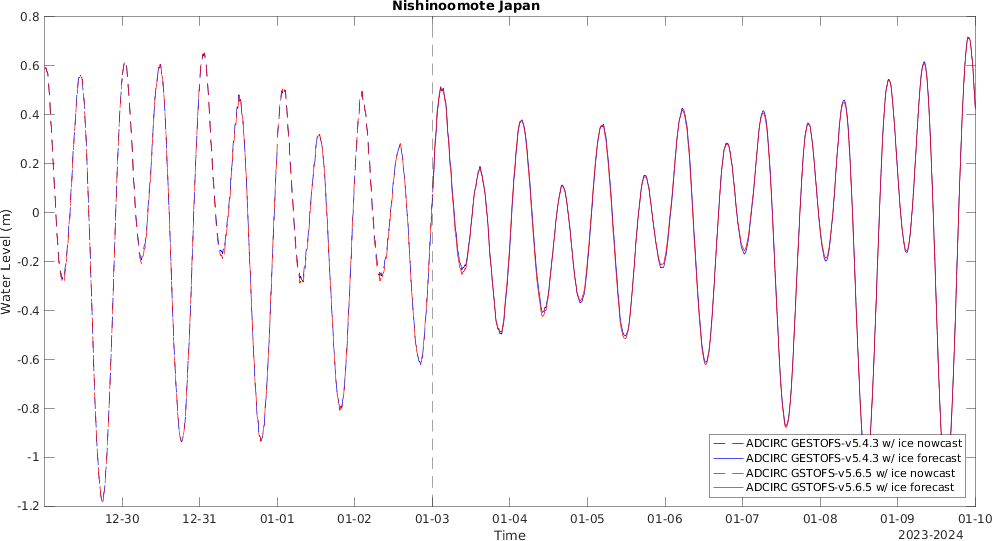 Nishinoomote Japan
0.8
0.6
0.4
0.2
0
-0.2
-0.4
-0.6
-0.8
-1
-1.2
Water Level (m)
ADCIRC GESTOFS-v5.4.3 w/ ice nowcast
ADCIRC GESTOFS-v5.4.3 w/ ice forecast
ADCIRC GSTOFS-v5.6.5 w/ ice nowcast
ADCIRC GSTOFS-v5.6.5 w/ ice forecast
12-30 12-31 01-01 01-02 01-03 01-04 01-05 01-06 01-07 01-08 01-09 01-10
Time
2023-2024